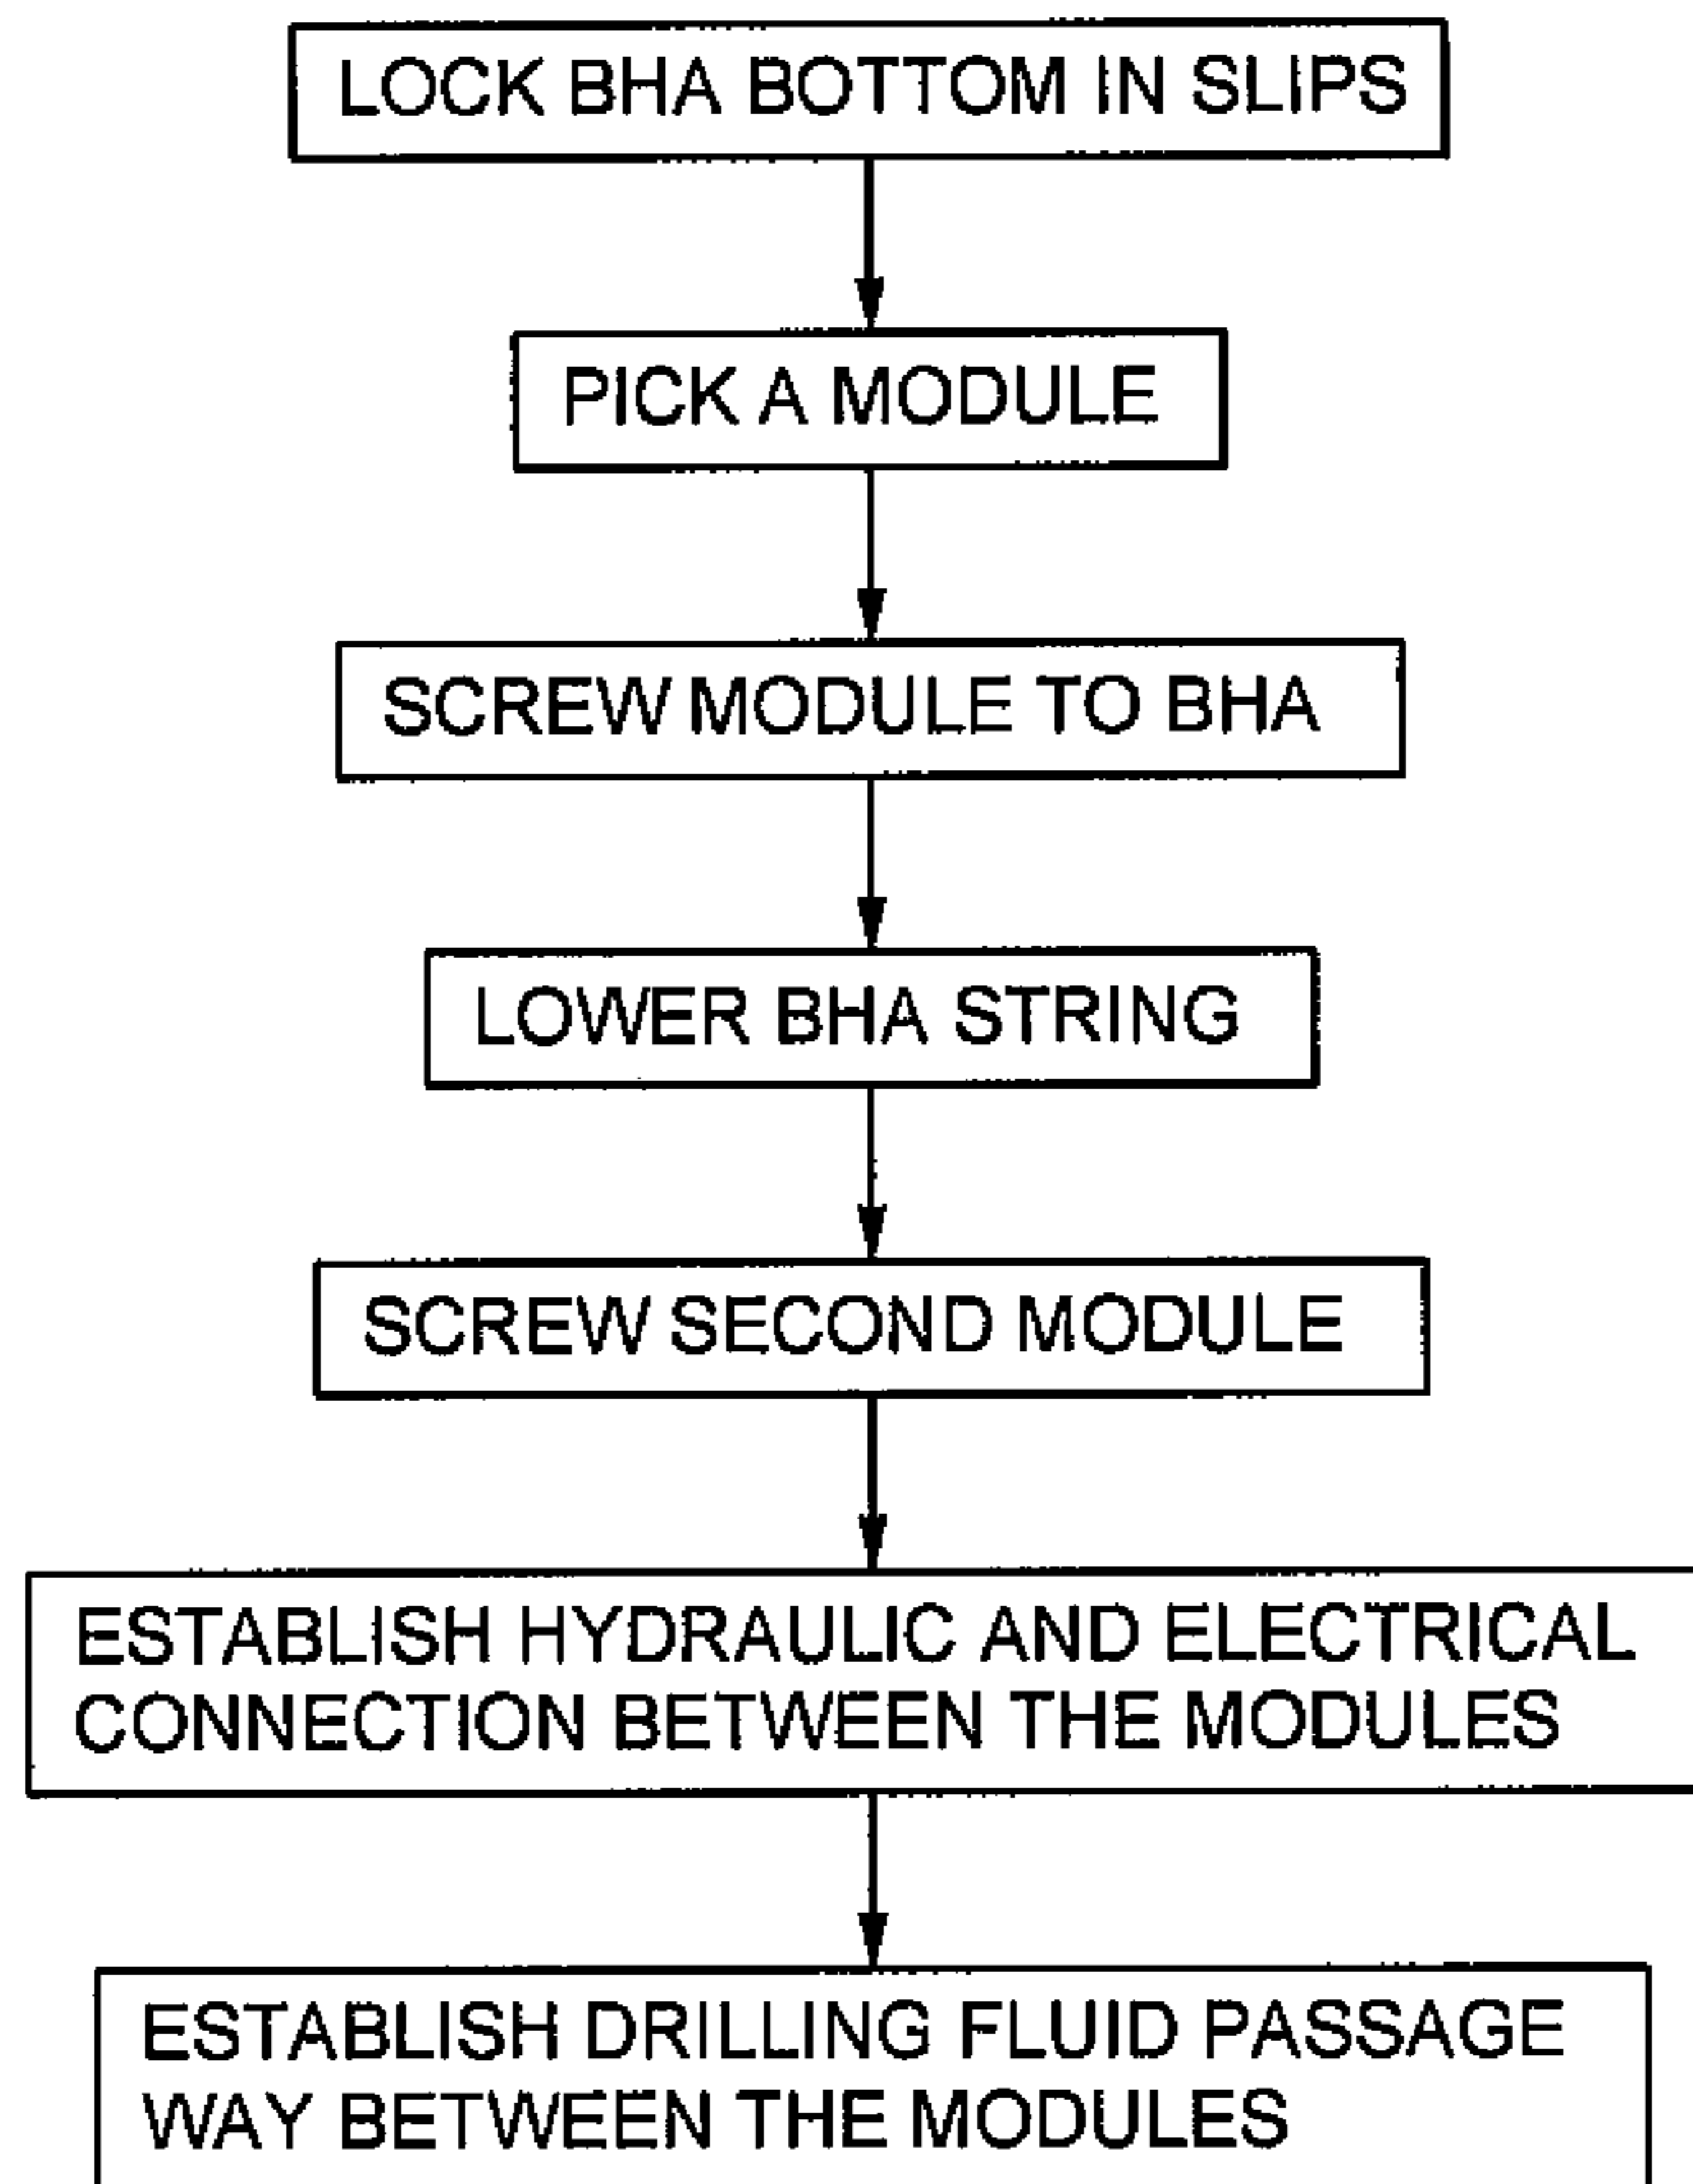 LOCK BHA BOTTOM IN SLIPS
PICK A MODULE
SCREW MODULE TO BHA
LOWER BHA STRING
SCREW SECOND MODULE
ESTABLISH HYDRAULIC AND ELECTRICAL
CONNECTION BETWEEN THE MODULES
ESTABLISH DRILLING FLUID PASSAGE
WAY BETWEEN THE MODULES